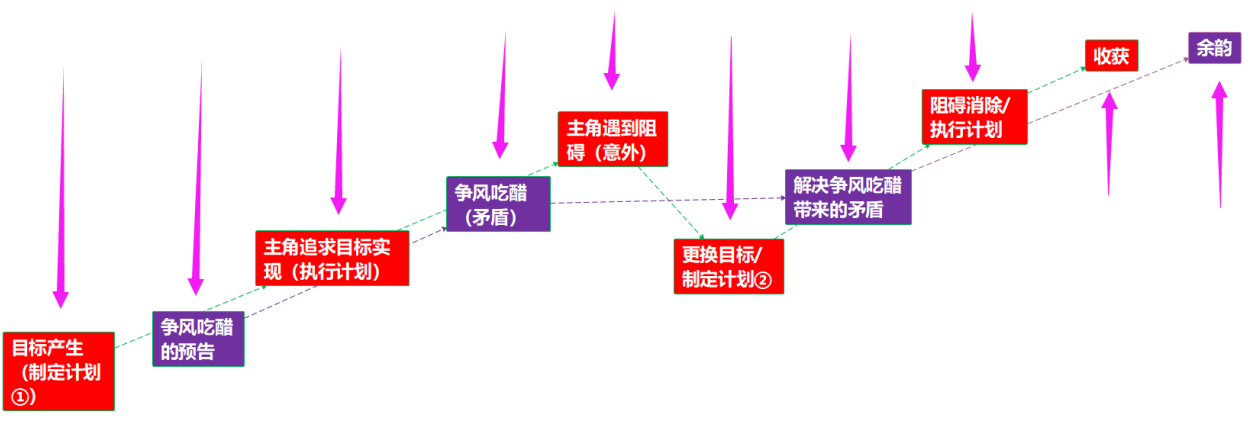 目标产生
（制定计划
①）
争风吃醋
的预告
主角追求目标实
现（执行计划）
争风吃醋
（矛盾）
主角遇到阻
碍（意外）
更换目标/
制定计划②
解决争风吃醋
带来的矛盾
阻碍消除/
执行计划
收获
余韵